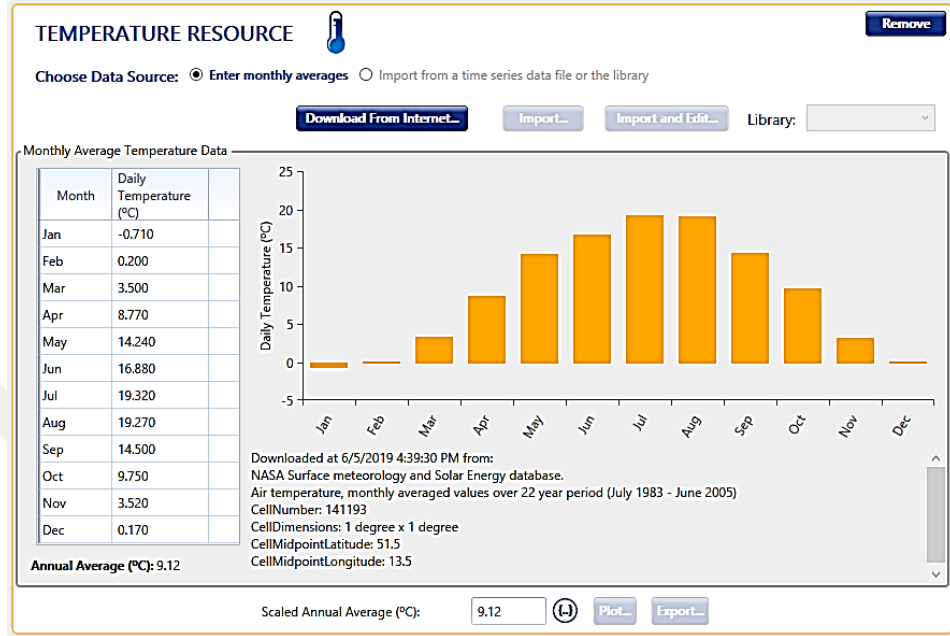 TEMPERATURE RESOURCE
Remove
Choose Data Source: Enter monthly averages Import from a time series data file or the library
Download From Internet... Import... Import and Edit... Library:
Monthly Average Temperature Data
Month Daily Temperature (ºC)
Jan -0.710
Feb 0.200
Mar 3.500
Apr 8.770
May 14.240
Jun 16.880
Jul 19.320
Aug 19.270
Sep 14.500
Oct 9.750
Nov 3.520
Dec 0.170
Annual Average (ºC): 9.12
Daily Temperature (ºC)
25
20
15
10
5
0
-5
Jan Feb Mar Apr May Jun Jul Aug Sep Oct Nov Dec
Downloaded at 6/5/2019 4:39:30 PM from:
NASA Surface meteorology and Solar Energy database.
Air temperature, monthly averaged values over 22 year period (July 1983 - June 2005)
CellNumber: 141193
CellDimensions: 1 degree x 1 degree
CellMidpointLatitude: 51.5
CellMidpointLongitude: 13.5
Scaled Annual Average (ºC): 9.12 {..} Plot... Export...